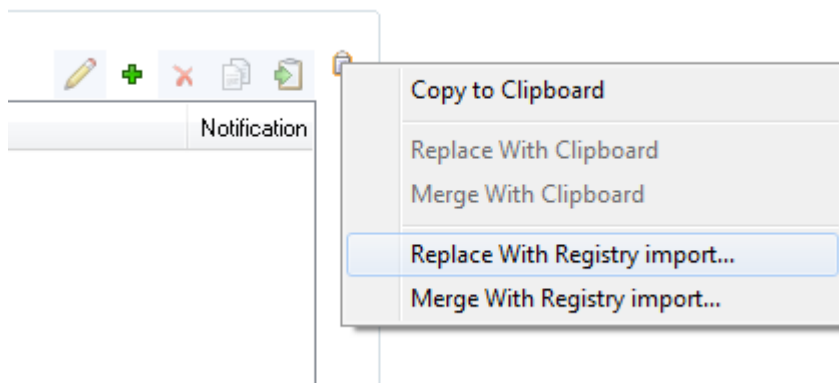 Notification
Copy to Clipboard
Replace With Clipboard
Merge With Clipboard
Replace With Registry import...
Merge With Registry import...